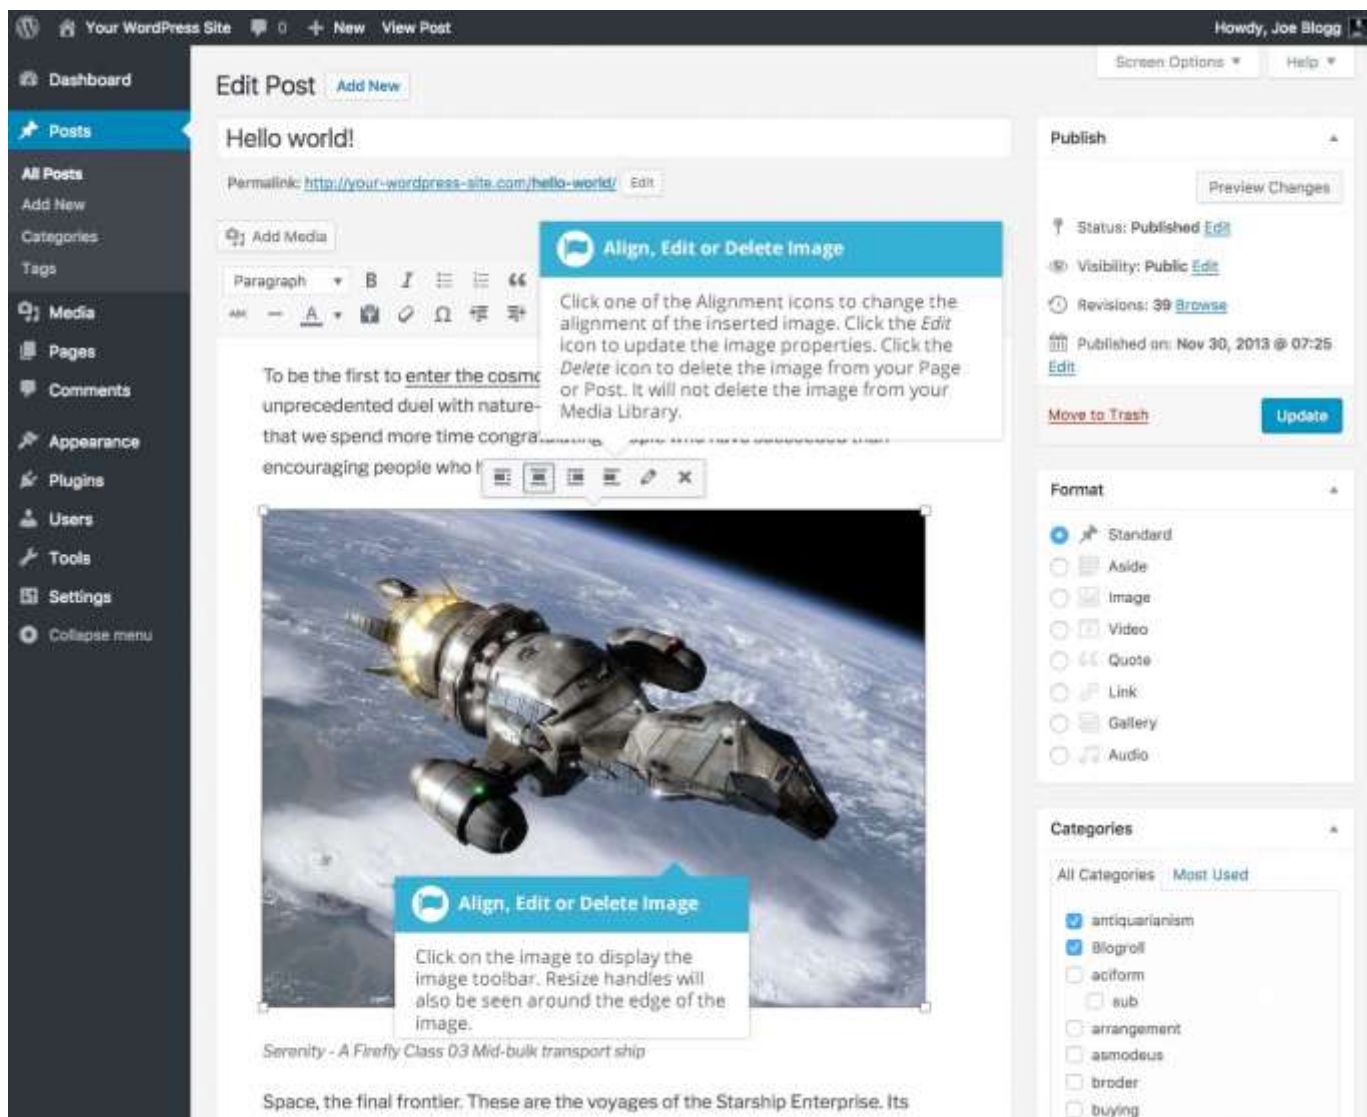 Your WordPress Site 0 + New View Post
Howdy, Joe Blogg
Screen Options Help
Dashboard
Posts
All Posts
Add New
Categories
Tags
Media
Pages
Comments
Appearance
Plugins
Users
Tools
Settings
Collapse menu
Edit Post Add New
Hello world!
Permalink: http://your-wordpress-site.com/hello-world/ Edit
Add Media
Paragraph B I
ABC A Ω
Align, Edit or Delete Image
Click one of the Alignment icons to change the
alignment of the inserted image. Click the Edit
icon to update the image properties. Click the
Delete icon to delete the image from your Page
or Post. It will not delete the image from your
Media Library.
To be the first to enter the cosmo
unprecedented duel with nature-
that we spend more time congratulating people who have succeeded than
encouraging people who h
Align, Edit or Delete Image
Click on the image to display the
image toolbar. Resize handles will
also be seen around the edge of the
image.
Serenity - A Firefly Class 03 Mid-bulk transport ship
Space, the final frontier. These are the voyages of the Starship Enterprise. Its
Publish
Preview Changes
Status: Published Edit
Visibility: Public Edit
Revisions: 39 Browse
Published on: Nov 30, 2013 @ 07:25
Edit
Move to Trash Update
Format
Standard
Aside
Image
Video
Quote
Link
Gallery
Audio
Categories
All Categories Most Used
antiquarianism
Blogroll
aciform
sub
arrangement
asmodeus
broder
buying